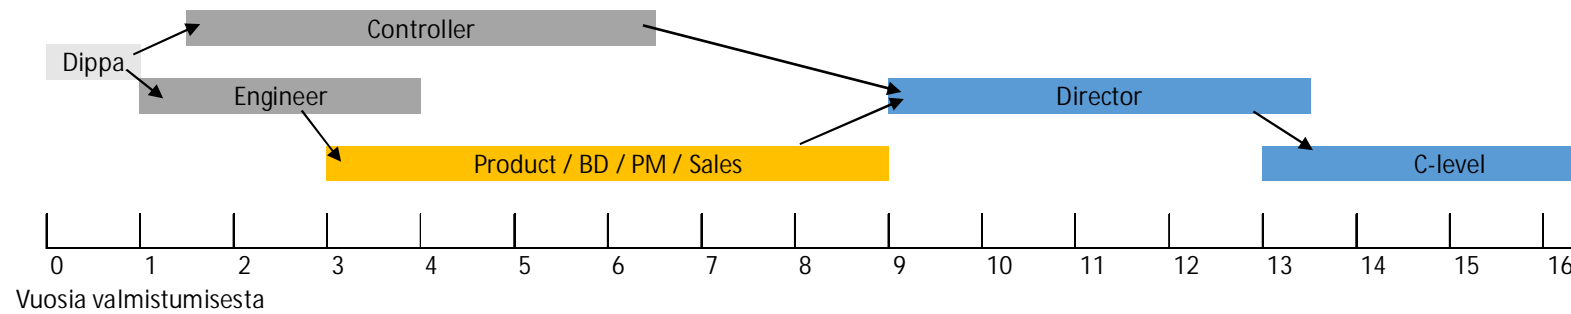 Controller
Dippa
Engineer
Director
Product / BD / PM / Sales
C-level
0 1 2 3 4 5 6 7 8 9 10 11 12 13 14 15 16
Vuosia valmistumisesta